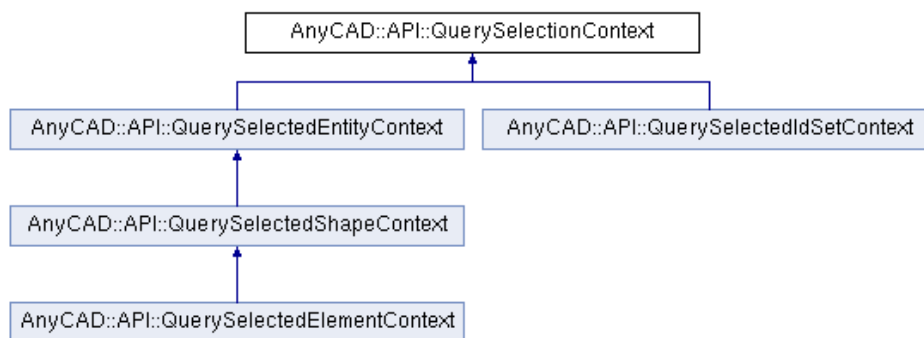 AnyCAD::API::QuerySelectionContext
AnyCAD::API::QuerySelectedEntityContext
AnyCAD::API::QuerySelectedIdSetContext
AnyCAD::API::QuerySelectedShapeContext
AnyCAD::API::QuerySelectedElementContext